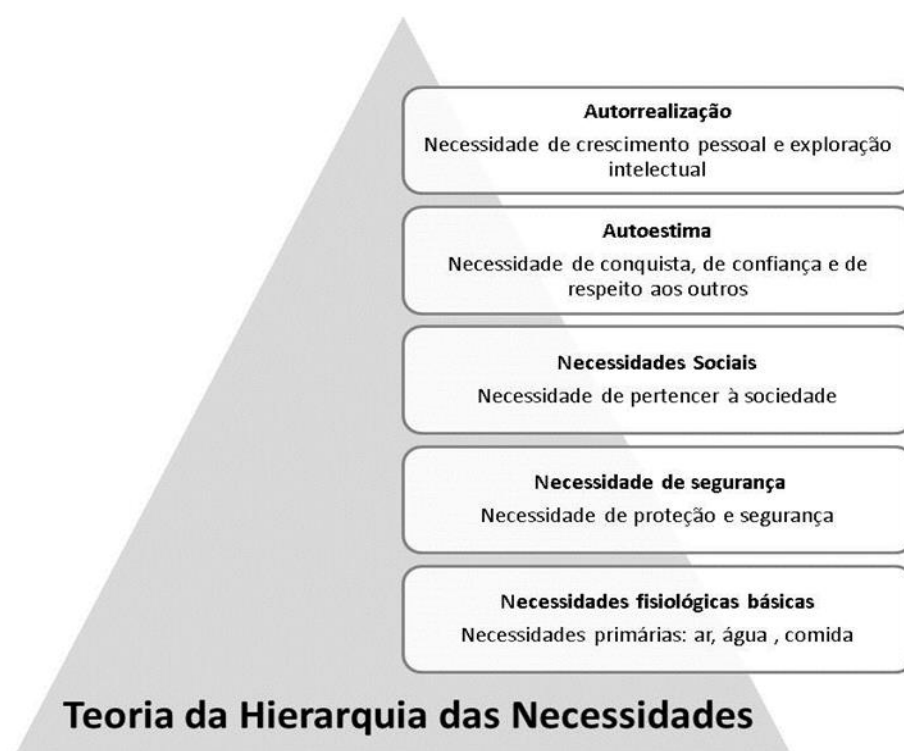 Autorrealização
Necessidade de crescimento pessoal e exploração
intelectual
Autoestima
Necessidade de conquista, de confiança e de
respeito aos outros
Necessidades Sociais
Necessidade de pertencer à sociedade
Necessidade de segurança
Necessidade de proteção e segurança
Necessidades fisiológicas básicas
Necessidades primárias: ar, água , comida
Teoria da Hierarquia das Necessidades